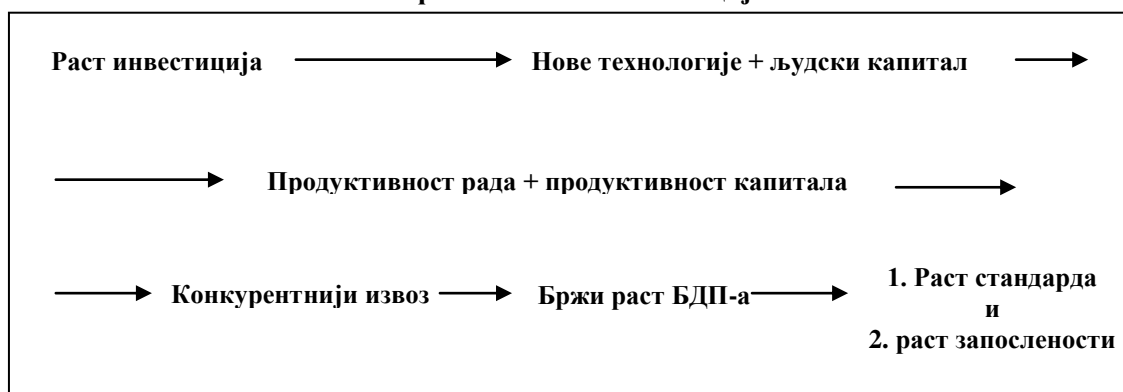 Раст инвестиција Нове технологије + људски капитал
Продуктивност рада + продуктивност капитала
Конкурентнији извоз Бржи раст БДП-а 1. Раст стандарда
и
2. раст запослености